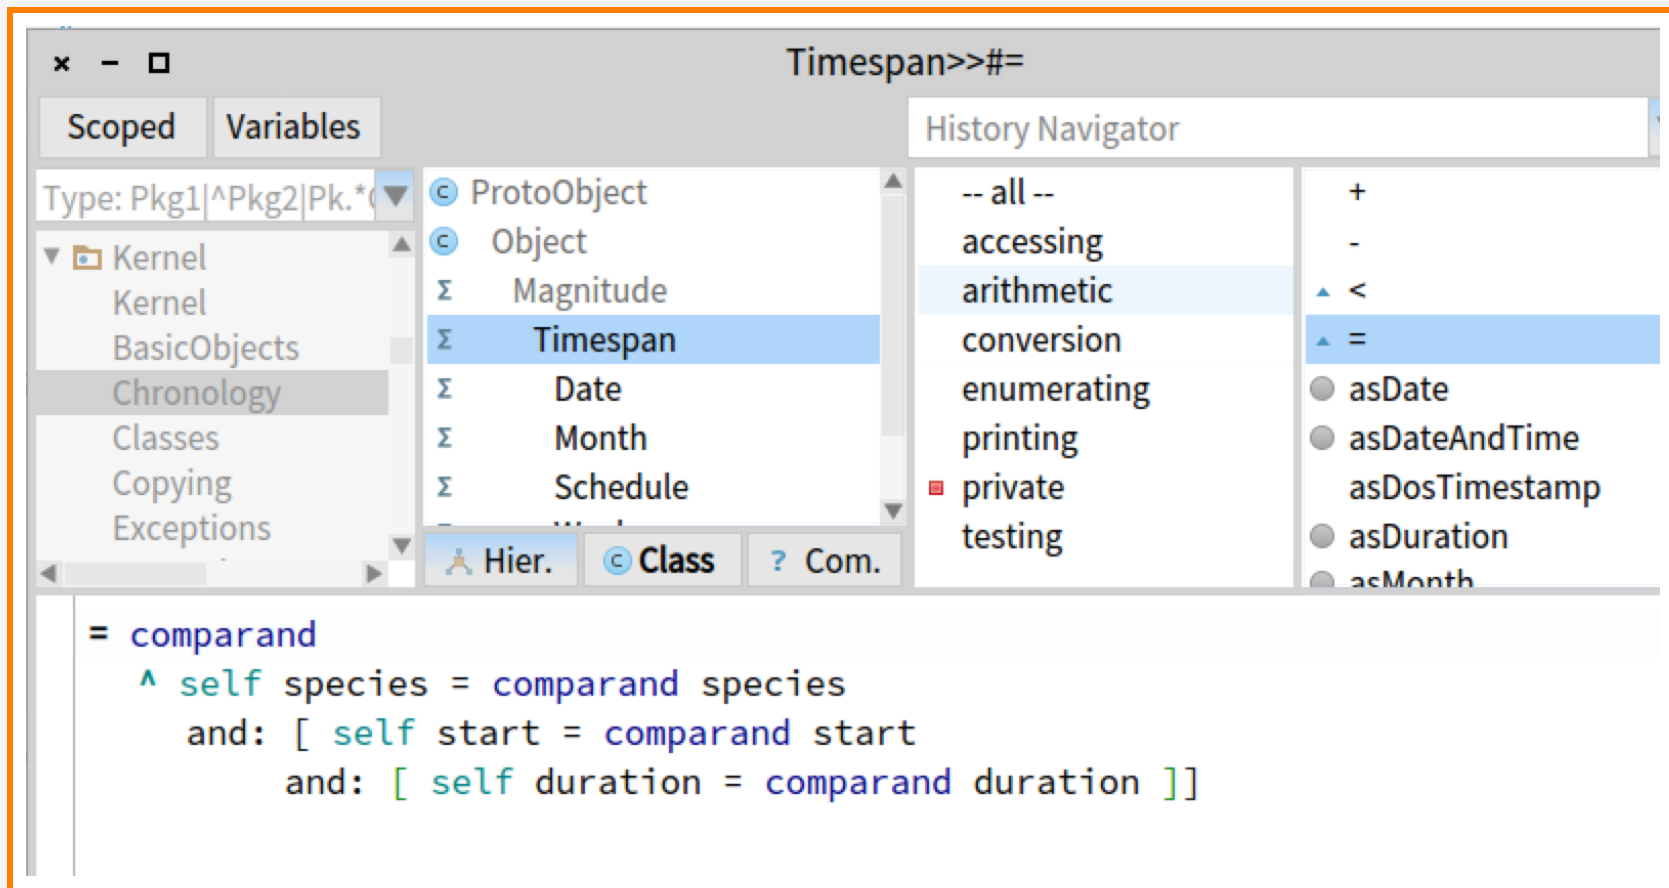 Timespan>>#=
Scoped
Variables
History Navigator
Type: Pkg1|^Pkg2|Pk.*
Kernel
Kernel
BasicObjects
Chronology
Classes
Copying
Exceptions
ProtoObject
Object
Magnitude
Timespan
Date
Month
Schedule
Hier.
Class
? Com.
-- all --
accessing
arithmetic
conversion
enumerating
printing
private
testing
+
-
<
=
asDate
asDateAndTime
asDosTimestamp
asDuration
asMonth
= comparand
^ self species = comparand species
and: [ self start = comparand start
and: [ self duration = comparand duration ]]